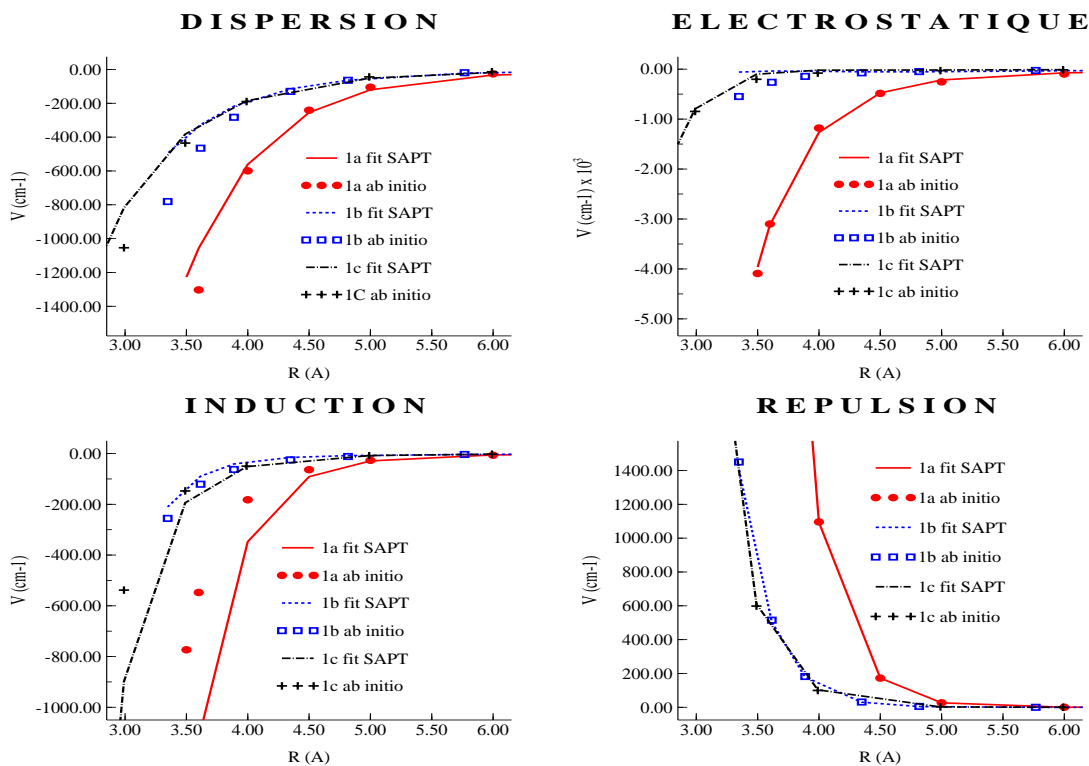 DISPERSION
0.00
-200.00
-400.00
-600.00
-800.00
-1000.00
-1200.00
-1400.00
V (cm-1)
1a fit SAPT
1a ab initio
1b fit SAPT
1b ab initio
1c fit SAPT
1C ab initio
3.00 3.50 4.00 4.50 5.00 6.00
R (A)
ELECTROSTATIQUE
0.00
-1.00
-2.00
-3.00
-4.00
-5.00
V (cm-1) x 10³
1a fit SAPT
1a ab initio
1b fit SAPT
1b ab initio
1c fit SAPT
1c ab initio
3.00 3.50 4.00 4.50 5.00 6.00
R (A)
INDUCTION
0.00
-200.00
-400.00
-600.00
-800.00
-1000.00
V (cm-1)
1a fit SAPT
1a ab initio
1b fit SAPT
1b ab initio
1c fit SAPT
1c ab initio
3.00 3.50 4.00 4.50 5.00 6.00
R (A)
REPULSION
1400.00
1200.00
1000.00
800.00
600.00
400.00
200.00
0.00
V (cm-1)
1a fit SAPT
1a ab initio
1b fit SAPT
1b ab initio
1c fit SAPT
1c ab initio
3.00 3.50 4.00 4.50 5.00 6.00
R (A)